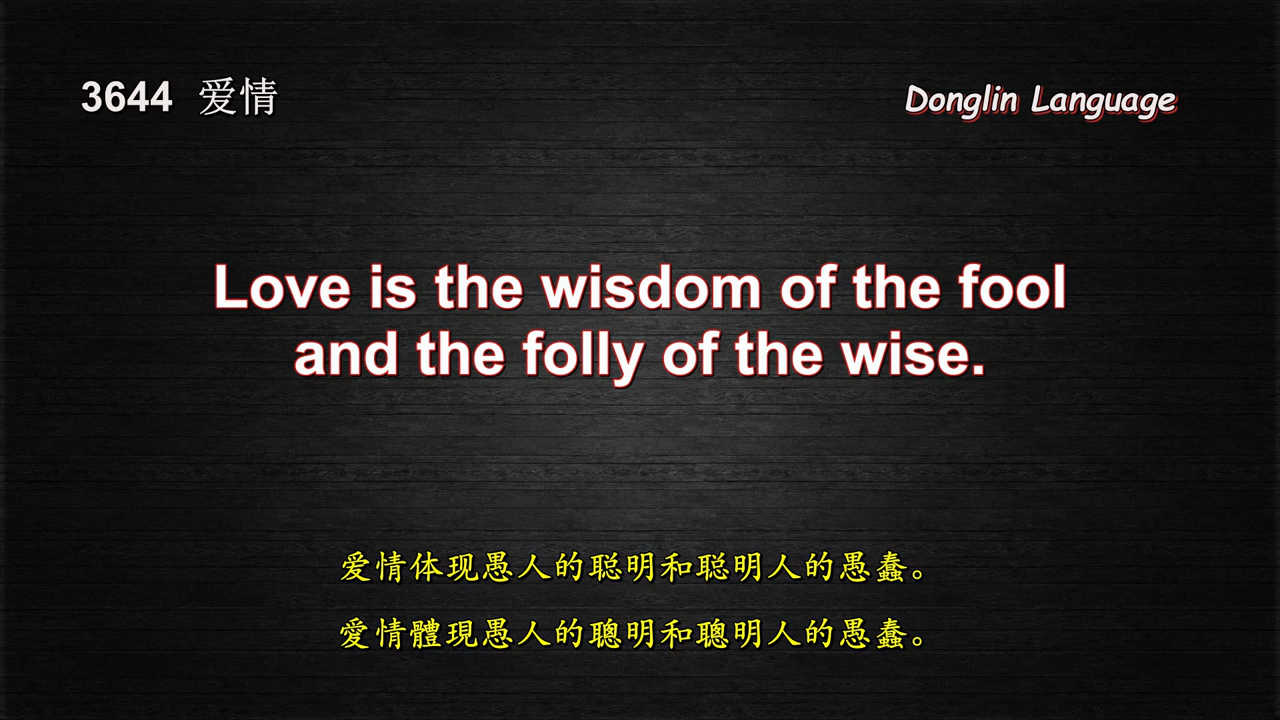 3644 爱情
Donglin Language
Love is the wisdom of the fool
and the folly of the wise.
爱情体现愚人的聪明和聪明人的愚蠢。
愛情體現愚人的聰明和聰明人的愚蠢。